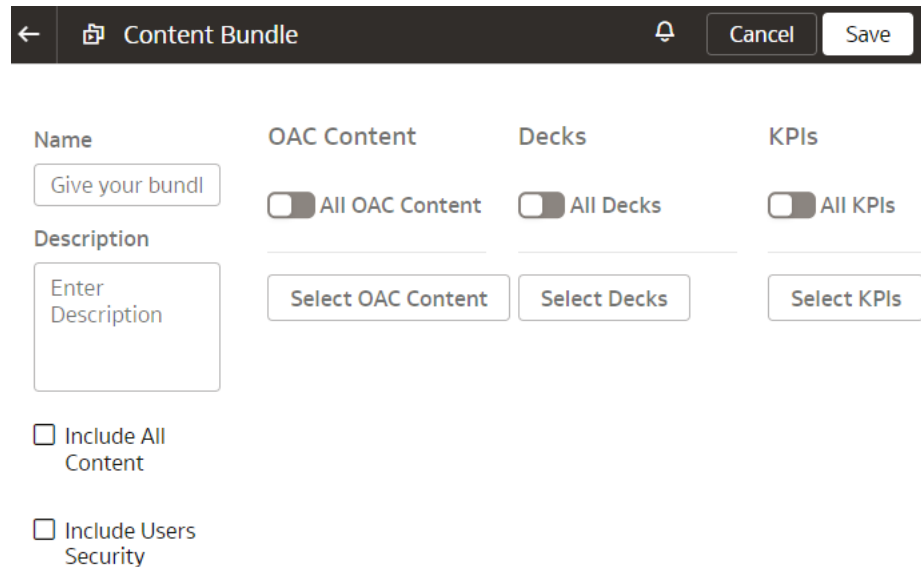 Content Bundle
Cancel
Save
Name
Give your bundl
Description
Enter
Description
Include All
Content
Include Users
Security
OAC Content
All OAC Content
Select OAC Content
Decks
All Decks
Select Decks
KPIs
All KPIs
Select KPIs